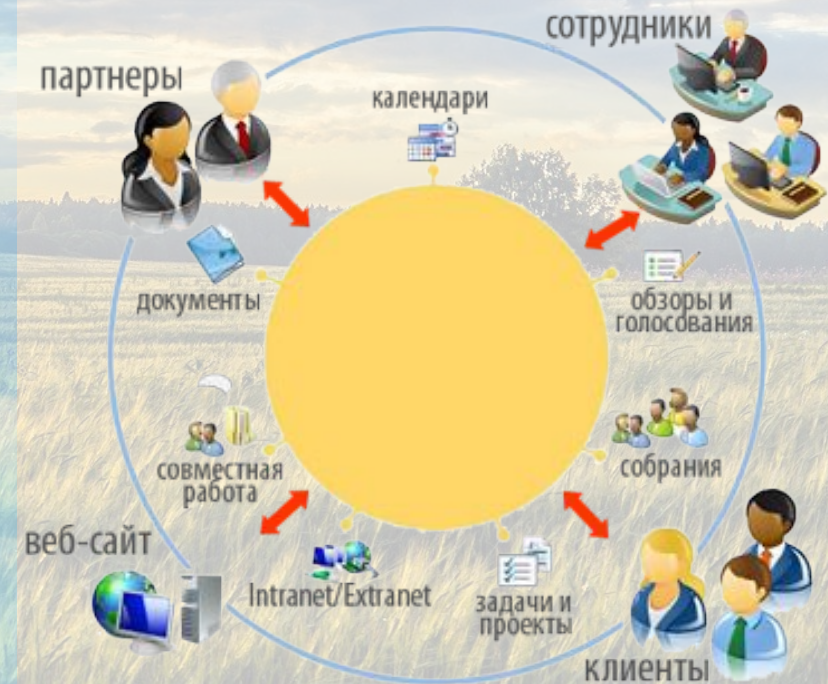 сотрудники
партнеры
календари
документы
обзоры и
голосования
совместная
работа
собрания
веб-сайт
Intranet/Extranet
задачи и
проекты
клиенты